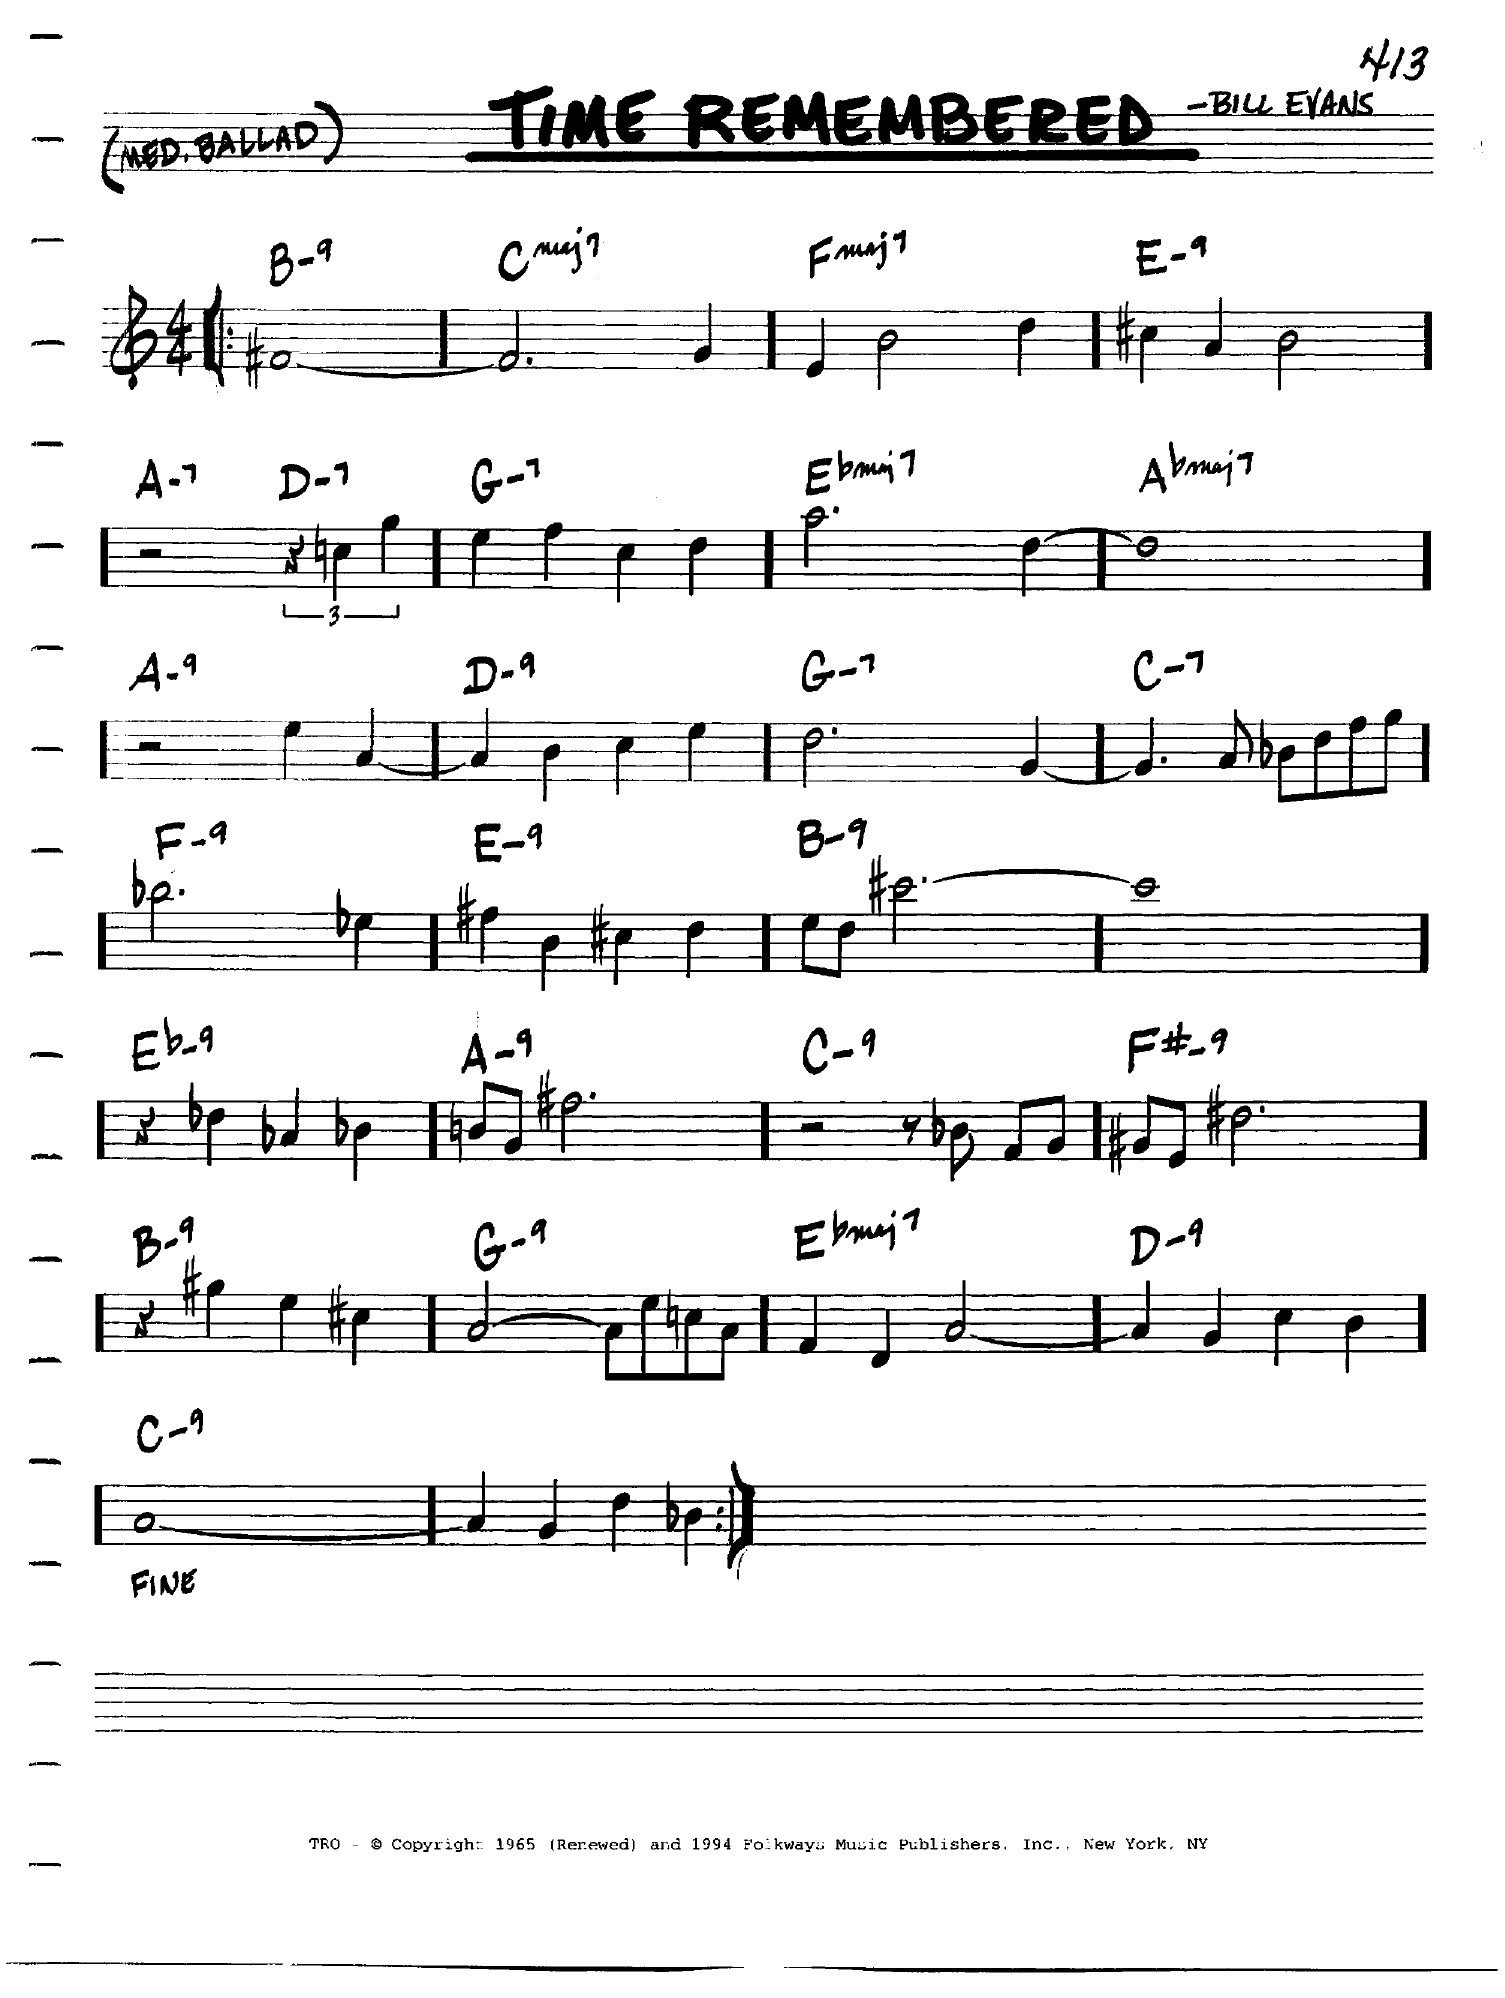 413
TIME REMEMBERED
-BILL EVANS
(MED. BALLAD)
B-9 Cmaj7 Fmaj7 E-9
4/4
A-7 D-7 G-7 Ebmaj7 Abmaj7
3
A-9 D-9 G-7 C-7
F-9 E-9 B-9
Eb-9 A-9 C-9 F#-9
B-9 G-9 Ebmaj7 D-9
C-9
FINE
TRO - © Copyright 1965 (Renewed) and 1994 Folkways Music Publishers, Inc., New York, NY